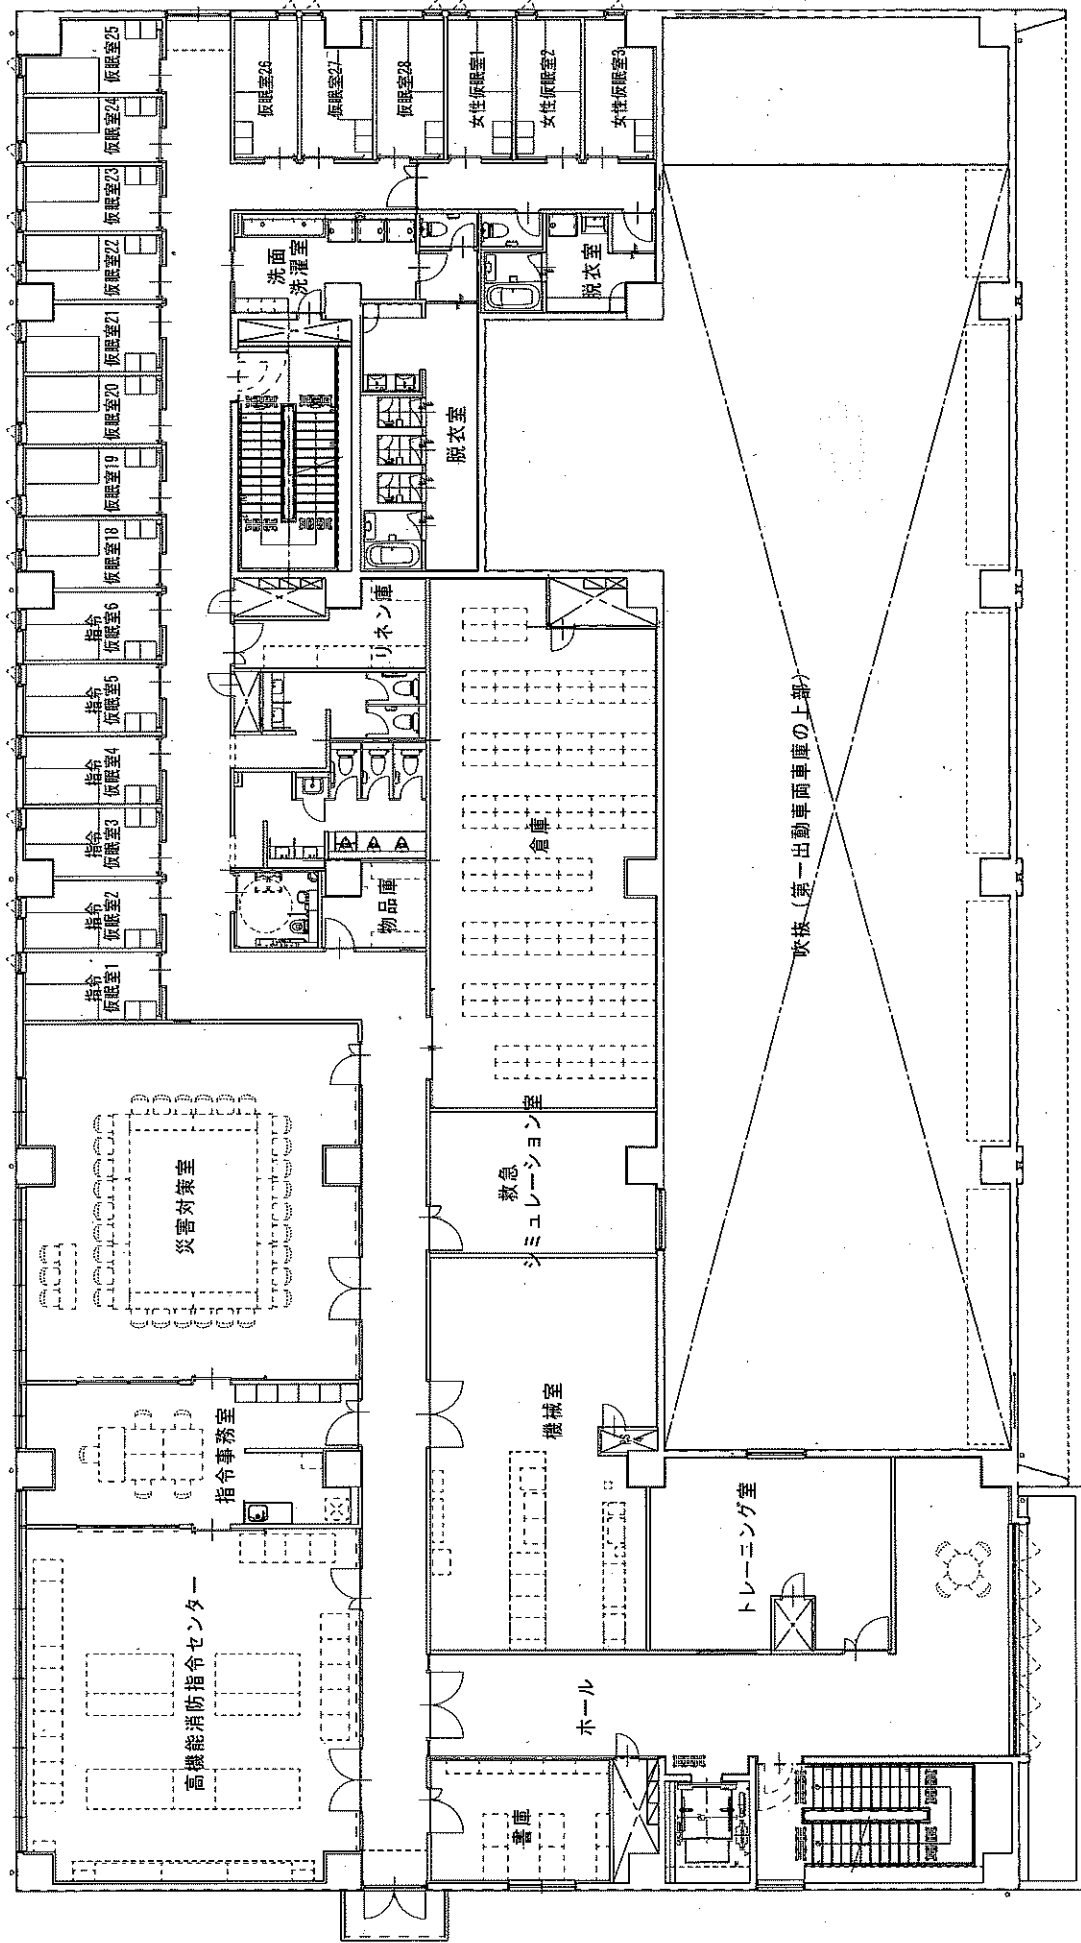 仮眠室25
仮眠室24
仮眠室23
仮眠室22
仮眠室21
仮眠室20
仮眠室19
仮眠室18
指令
仮眠室6
指令
仮眠室5
指令
仮眠室4
指令
仮眠室3
指令
仮眠室2
指令
仮眠室1
仮眠室26
仮眠室27
仮眠室28
女性仮眠室1
女性仮眠室2
女性仮眠室3
洗面
洗濯室
脱衣室
脱衣室
リネン庫
物品庫
倉庫
災害対策室
救急
シミュレーション室
指令事務室
機械室
高機能消防指令センター
トレーニング室
ホール
書庫
吹抜（第一出動車両車庫の上部）